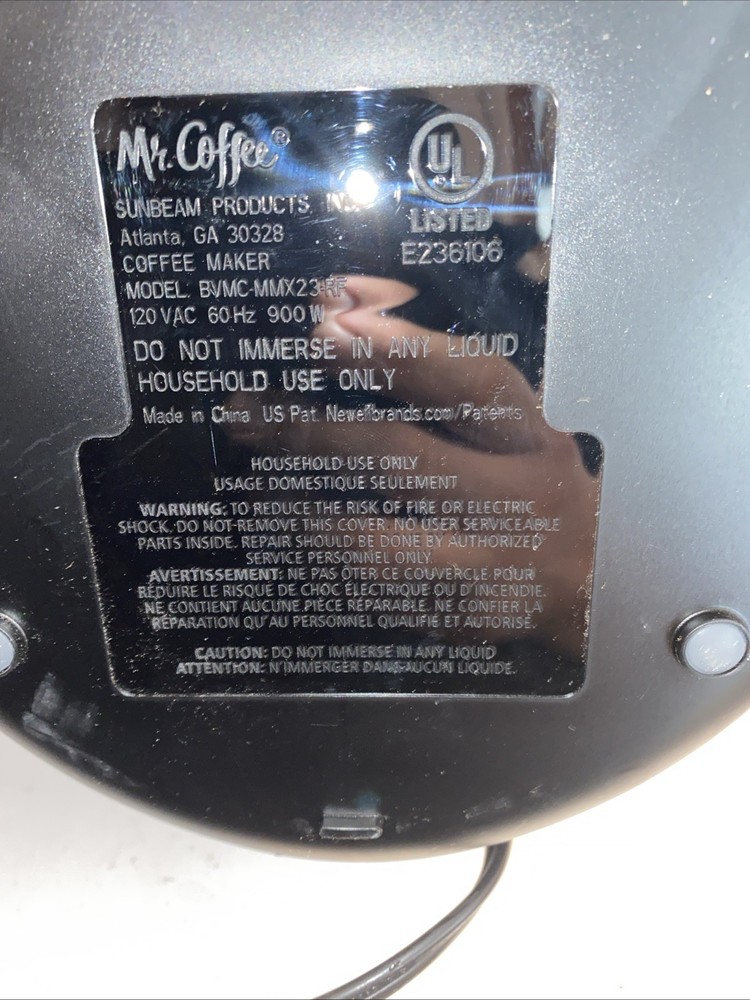 Mr. Coffee®
UL
LISTED
E236106
SUNBEAM PRODUCTS
Atlanta, GA 30328
COFFEE MAKER
MODEL: BVMC-MMX23-RF
120 VAC 60 Hz 900 W
DO NOT IMMERSE IN ANY LIQUID
HOUSEHOLD USE ONLY
Made in China US Pat. Newellbrands.com/Patents
HOUSEHOLD USE ONLY
USAGE DOMESTIQUE SEULEMENT
WARNING: TO REDUCE THE RISK OF FIRE OR ELECTRIC
SHOCK, DO NOT REMOVE THIS COVER. NO USER SERVICEABLE
PARTS INSIDE. REPAIR SHOULD BE DONE BY AUTHORIZED
SERVICE PERSONNEL ONLY.
AVERTISSEMENT: NE PAS ÔTER CE COUVERCLE POUR
RÉDUIRE LE RISQUE DE CHOC ÉLECTRIQUE OU D'INCENDIE.
NE CONTIENT AUCUNE PIÈCE RÉPARABLE. NE CONFIER LA
RÉPARATION QU'AU PERSONNEL QUALIFIÉ ET AUTORISÉ.
CAUTION: DO NOT IMMERSE IN ANY LIQUID
ATTENTION: N'IMMERGER DANS AUCUN LIQUIDE.